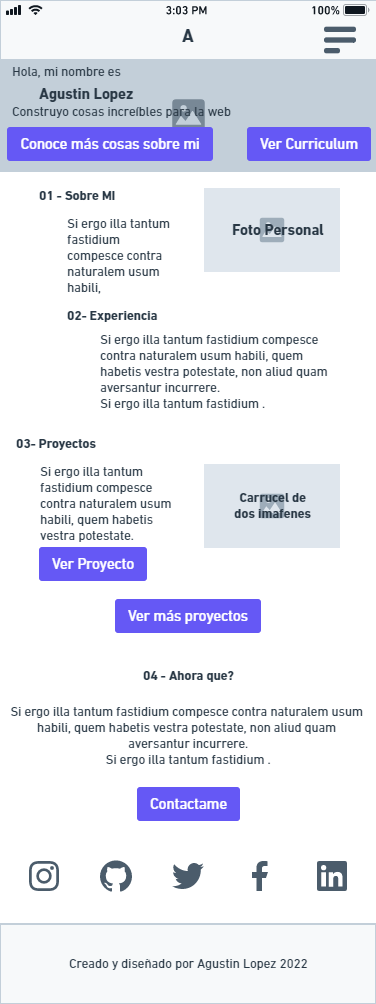 3:03 PM
100%
A
Hola, mi nombre es
Agustin Lopez
Construyo cosas increíbles para la web
Conoce más cosas sobre mi
Ver Curriculum
01 - Sobre MI
Si ergo illa tantum
fastidium
compesce contra
naturalem usum
habili,
Foto Personal
02- Experiencia
Si ergo illa tantum fastidium compesce
contra naturalem usum habili, quem
habetis vestra potestate, non aliud quam
aversantur incurrere.
Si ergo illa tantum fastidium .
03- Proyectos
Si ergo illa tantum
fastidium compesce
contra naturalem usum
habili, quem habetis
vestra potestate.
Carrucel de
dos imafenes
Ver Proyecto
Ver más proyectos
04 - Ahora que?
Si ergo illa tantum fastidium compesce contra naturalem usum
habili, quem habetis vestra potestate, non aliud quam
aversantur incurrere.
Si ergo illa tantum fastidium .
Contactame
Creado y diseñado por Agustin Lopez 2022